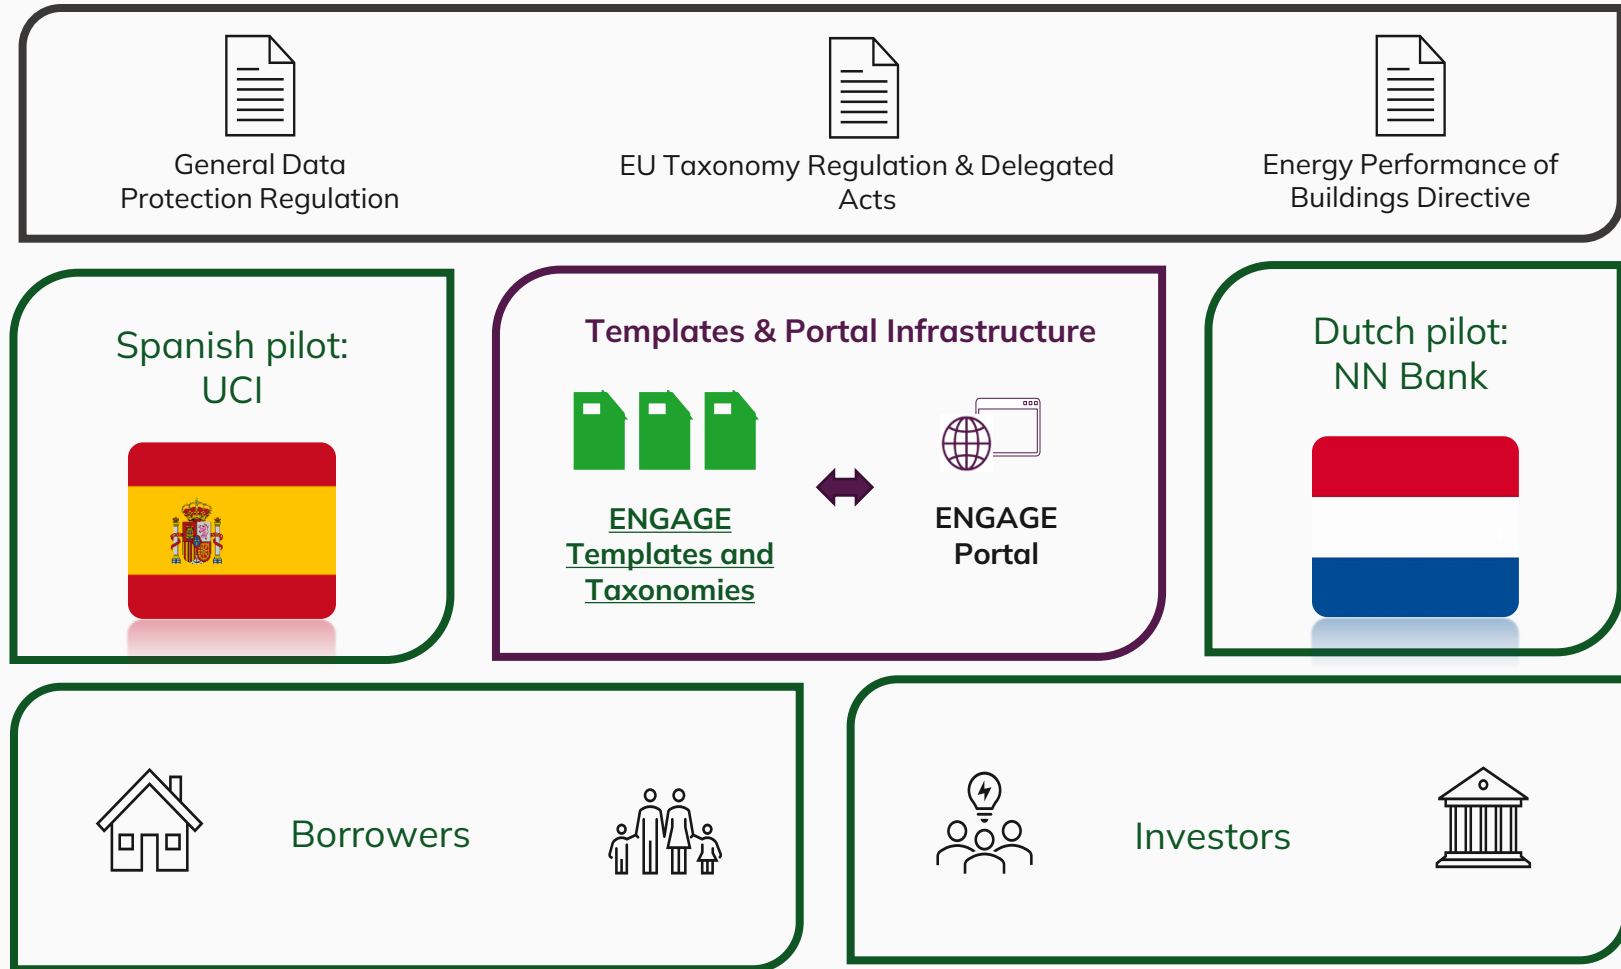 General Data
Protection Regulation
EU Taxonomy Regulation & Delegated
Acts
Energy Performance of
Buildings Directive
Spanish pilot:
UCI
Templates & Portal Infrastructure
ENGAGE
Templates and
Taxonomies
ENGAGE
Portal
Dutch pilot:
NN Bank
Borrowers
Investors